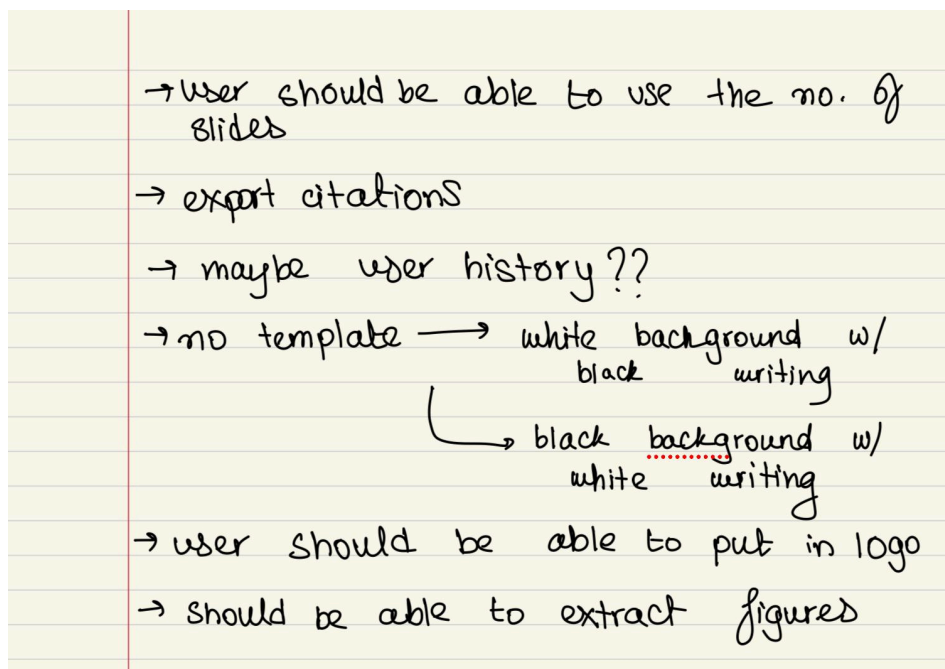 → user should be able to use the no. of
slides
→ export citations
→ maybe user history??
→ no template → white background w/
black writing
→ black background w/
white writing
→ user should be able to put in logo
→ should be able to extract figures